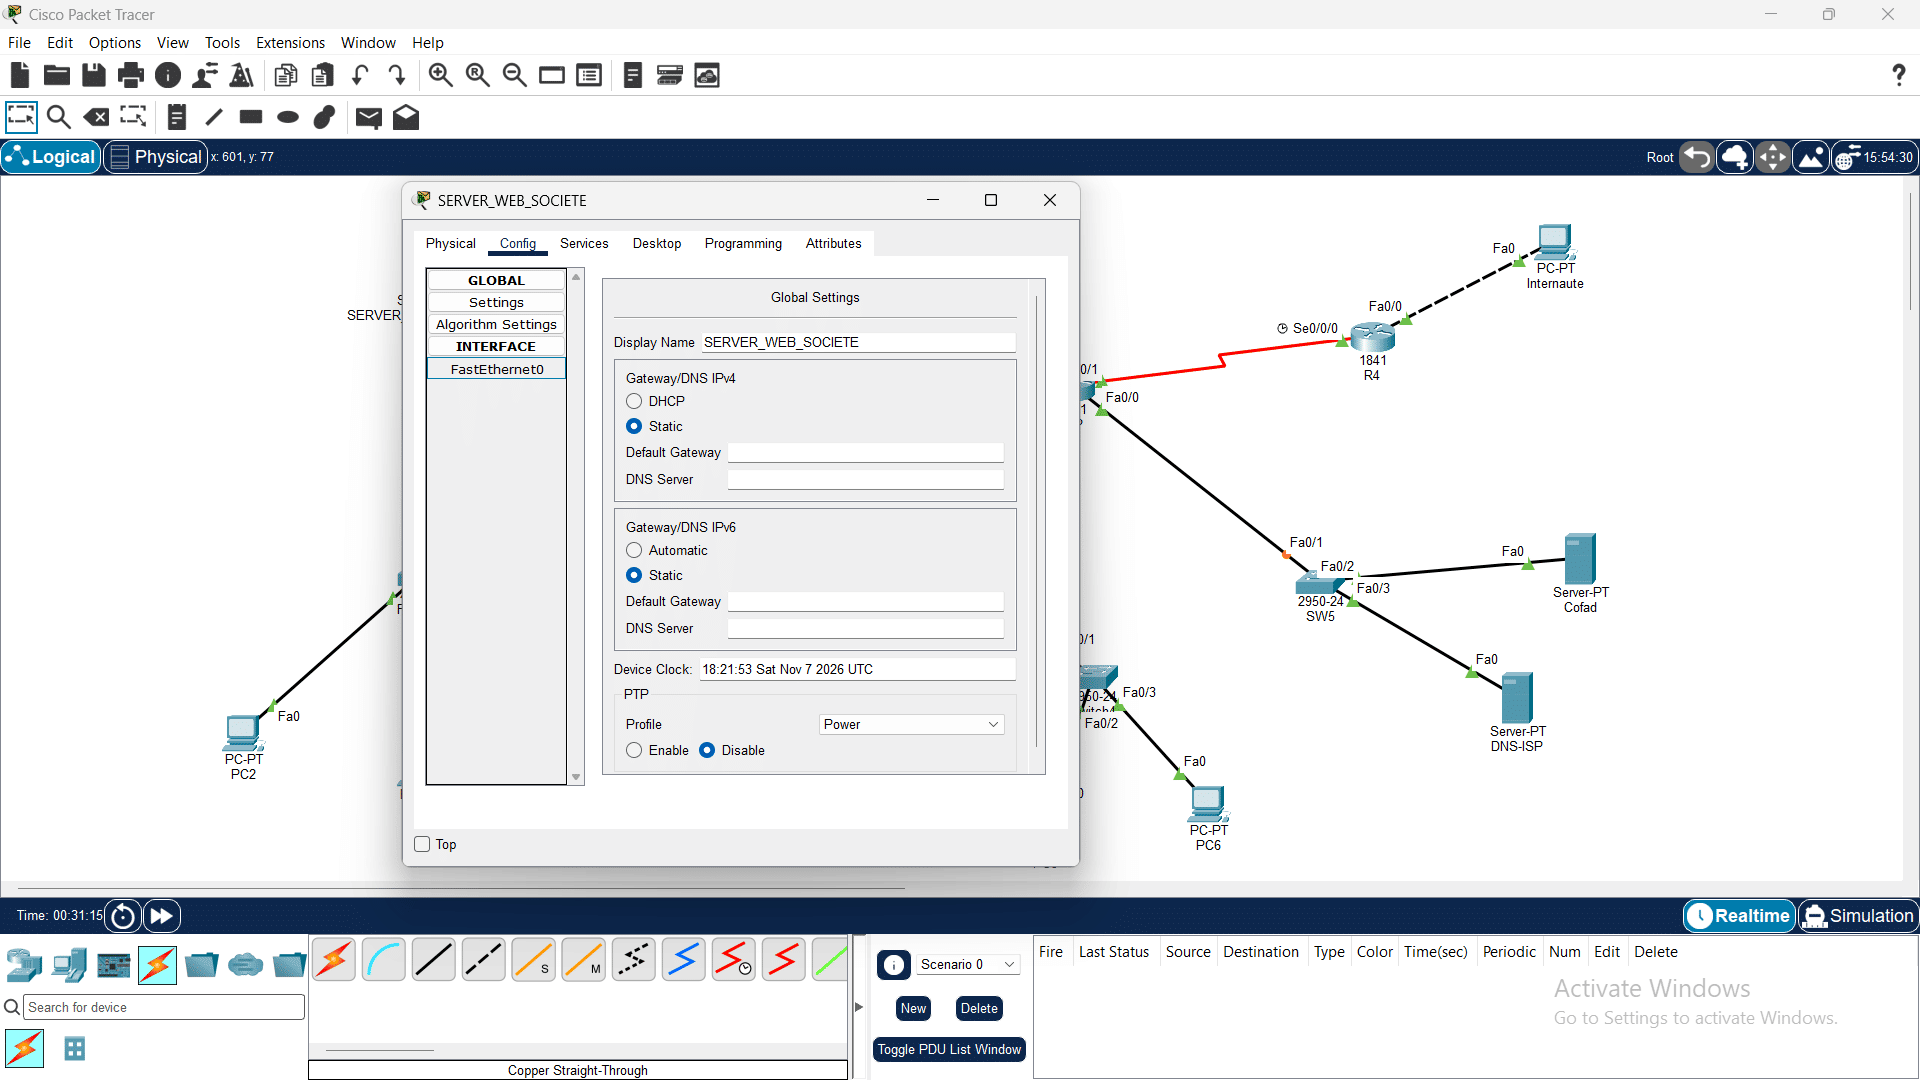 Cisco Packet Tracer
File Edit Options View Tools Extensions Window Help
Logical Physical x: 601, y: 77 Root 15:54:30
SERVER_WEB_SOCIETE
Physical Config Services Desktop Programming Attributes
GLOBAL
Settings
Algorithm Settings
INTERFACE
FastEthernet0
Global Settings
Display Name SERVER_WEB_SOCIETE
Gateway/DNS IPv4
DHCP
Static
Default Gateway
DNS Server
Gateway/DNS IPv6
Automatic
Static
Default Gateway
DNS Server
Device Clock: 18:21:53 Sat Nov 7 2026 UTC
PTP
Profile Power
Enable Disable
Top
SERVER
Fa0
PC-PT
PC2
0/1
Fa0/0
Se0/0/0
Fa0/0
1841
R4
Fa0
PC-PT
Internaute
Fa0/1
Fa0/2
Fa0/3
2950-24
SW5
Fa0
Server-PT
Cofad
Fa0
Server-PT
DNS-ISP
0/1
Fa0/3
Fa0/2
Fa0
PC-PT
PC6
Time: 00:31:15 Realtime Simulation
Search for device
S M
Copper Straight-Through
Scenario 0
New Delete
Toggle PDU List Window
Fire Last Status Source Destination Type Color Time(sec) Periodic Num Edit Delete
Activate Windows
Go to Settings to activate Windows.